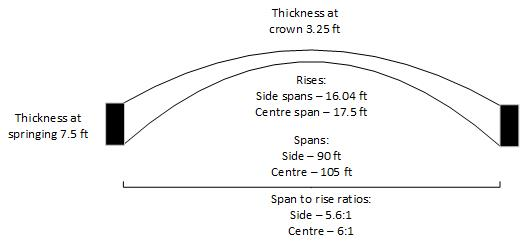 Thickness at
crown 3.25 ft
Rises:
Side spans – 16.04 ft
Centre span – 17.5 ft
Thickness at
springing 7.5 ft
Spans:
Side – 90 ft
Centre – 105 ft
Span to rise ratios:
Side – 5.6:1
Centre – 6:1